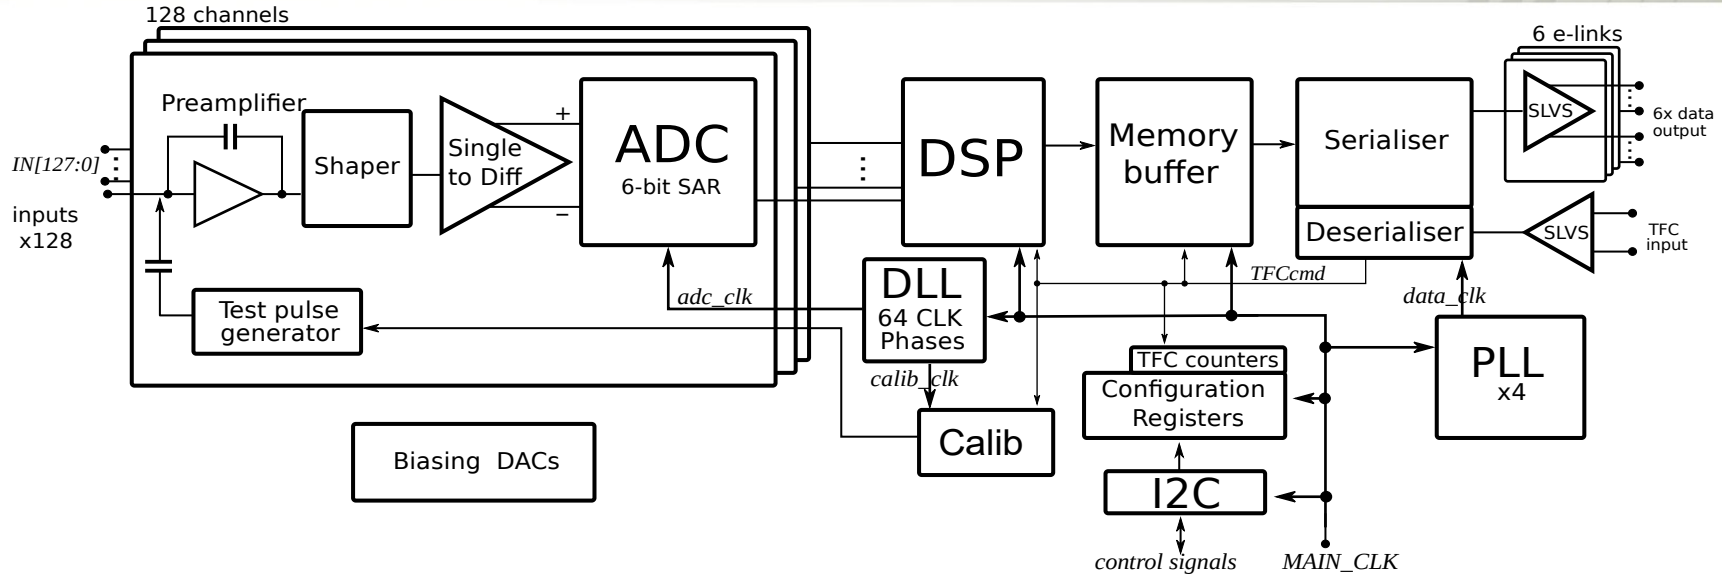 128 channels
6 e-links
Preamplifier
IN[127:0]
inputs
x128
Shaper
Single
to Diff
+
−
ADC
6-bit SAR
DSP
Memory
buffer
Serialiser
Deserialiser
SLVS
6x data
output
SLVS
TFC
input
TFCcmd
adc_clk
DLL
64 CLK
Phases
data_clk
Test pulse
generator
calib_clk
TFC counters
Configuration
Registers
PLL
x4
Calib
Biasing DACs
I2C
control signals
MAIN_CLK